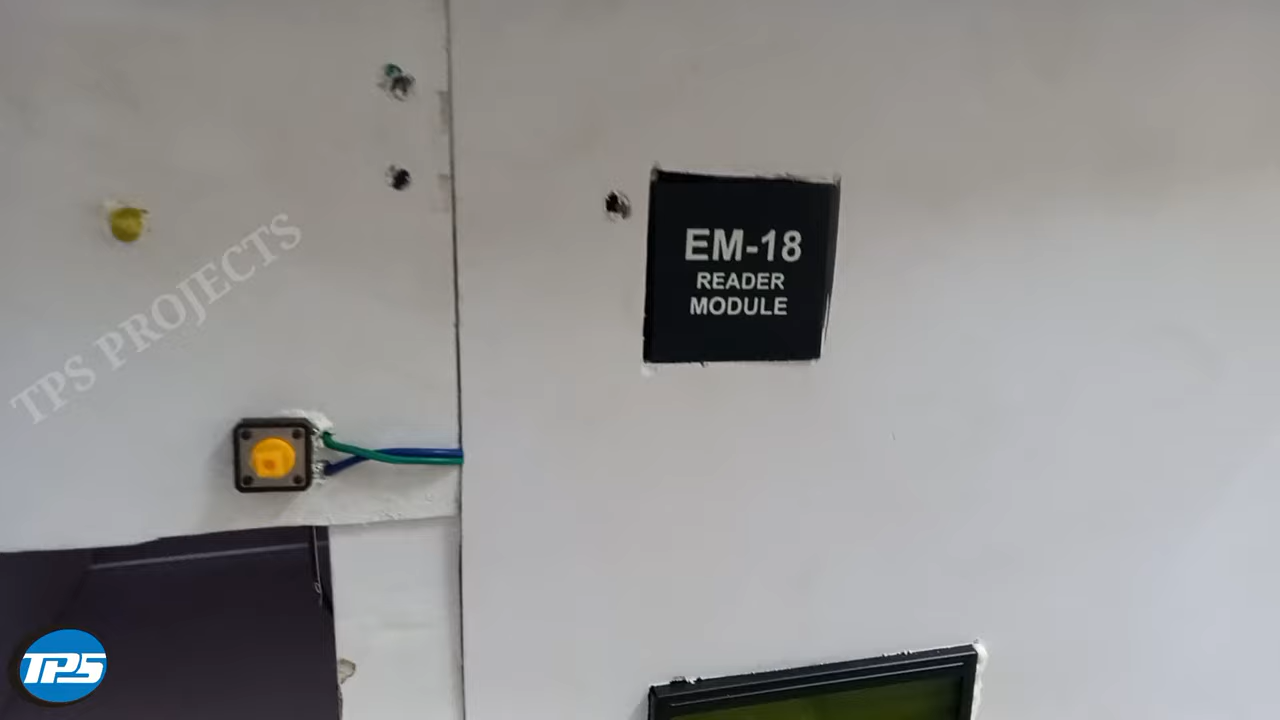 EM-18
READER
MODULE
TPS PROJECTS
TPS